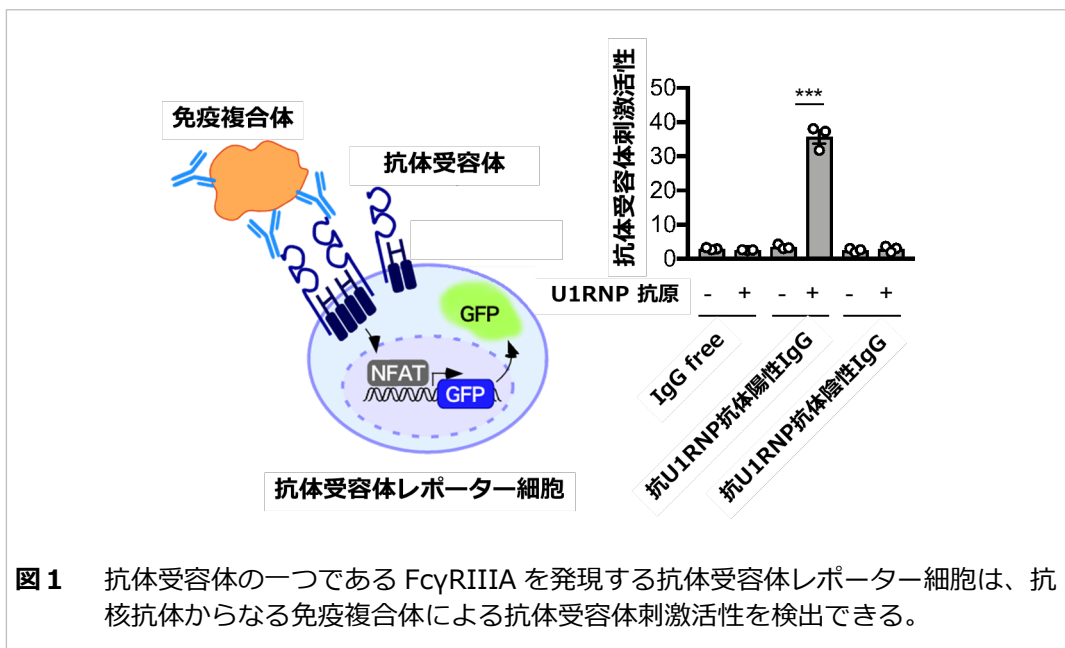 免疫複合体
抗体受容体
NFAT
GFP
GFP
抗体受容体レポーター細胞
抗体受容体刺激活性
50
40
30
20
10
0
***
U1RNP 抗原
- + - + - +
IgG free
抗U1RNP抗体陽性IgG
抗U1RNP抗体陰性IgG
図1 抗体受容体の一つである FcγRIIIA を発現する抗体受容体レポーター細胞は、抗
核抗体からなる免疫複合体による抗体受容体刺激活性を検出できる。